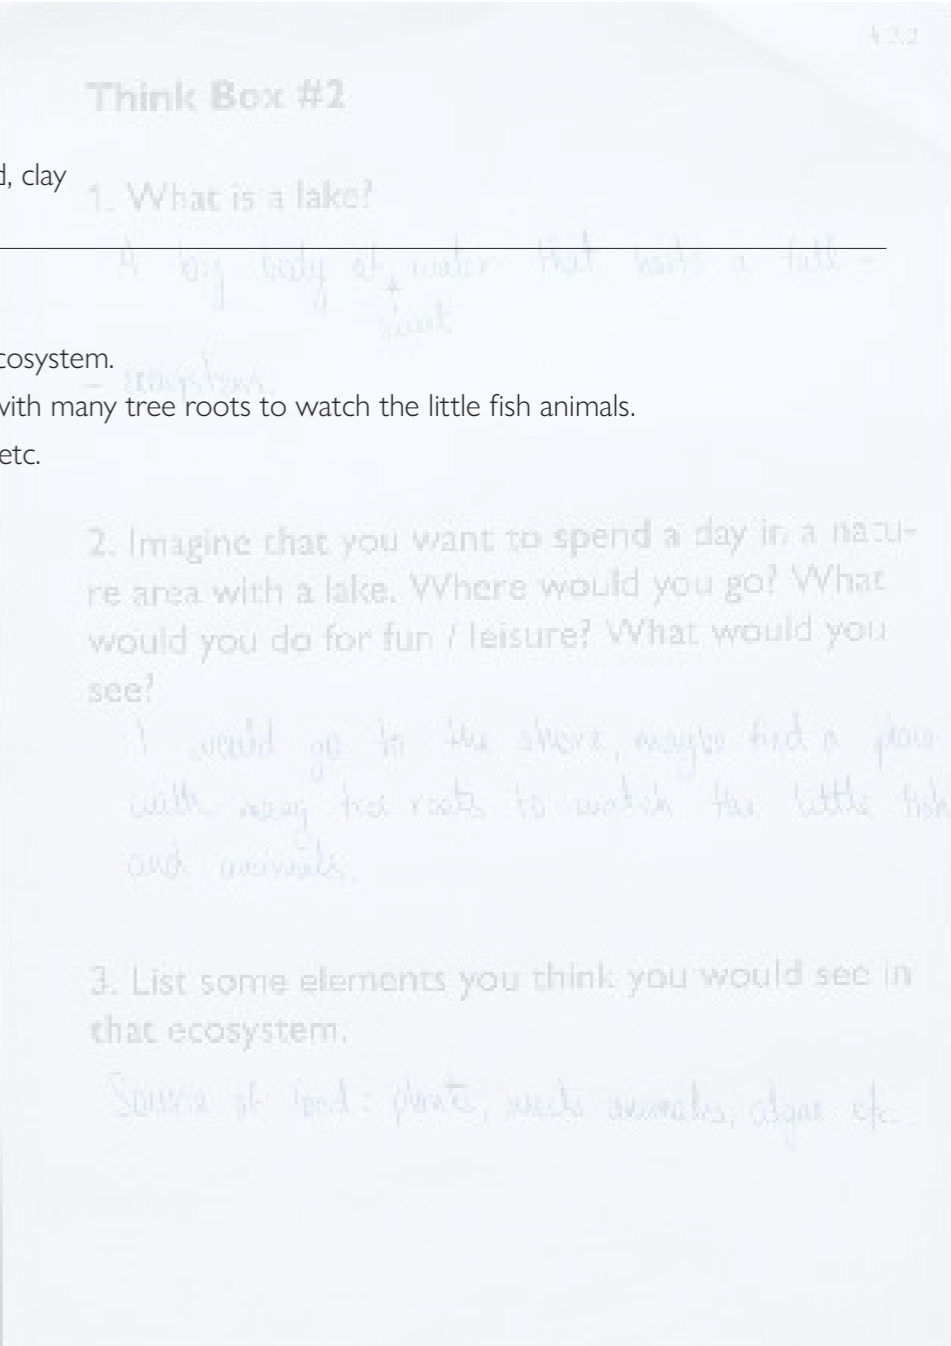 4.2.2
Think Box #2
d, clay
1. What is a lake?
A big body of water that hosts a full -
sweet
cosystem.
- ecosystem.
with many tree roots to watch the little fish animals.
etc.
2. Imagine that you want to spend a day in a natu-
re area with a lake. Where would you go? What
would you do for fun / leisure? What would you
see?
I would go to the shore, maybe find a place
with many tree roots to watch the little fish
and animals.
3. List some elements you think you would see in
that ecosystem.
Source of food: plants, insects animales, algae etc.